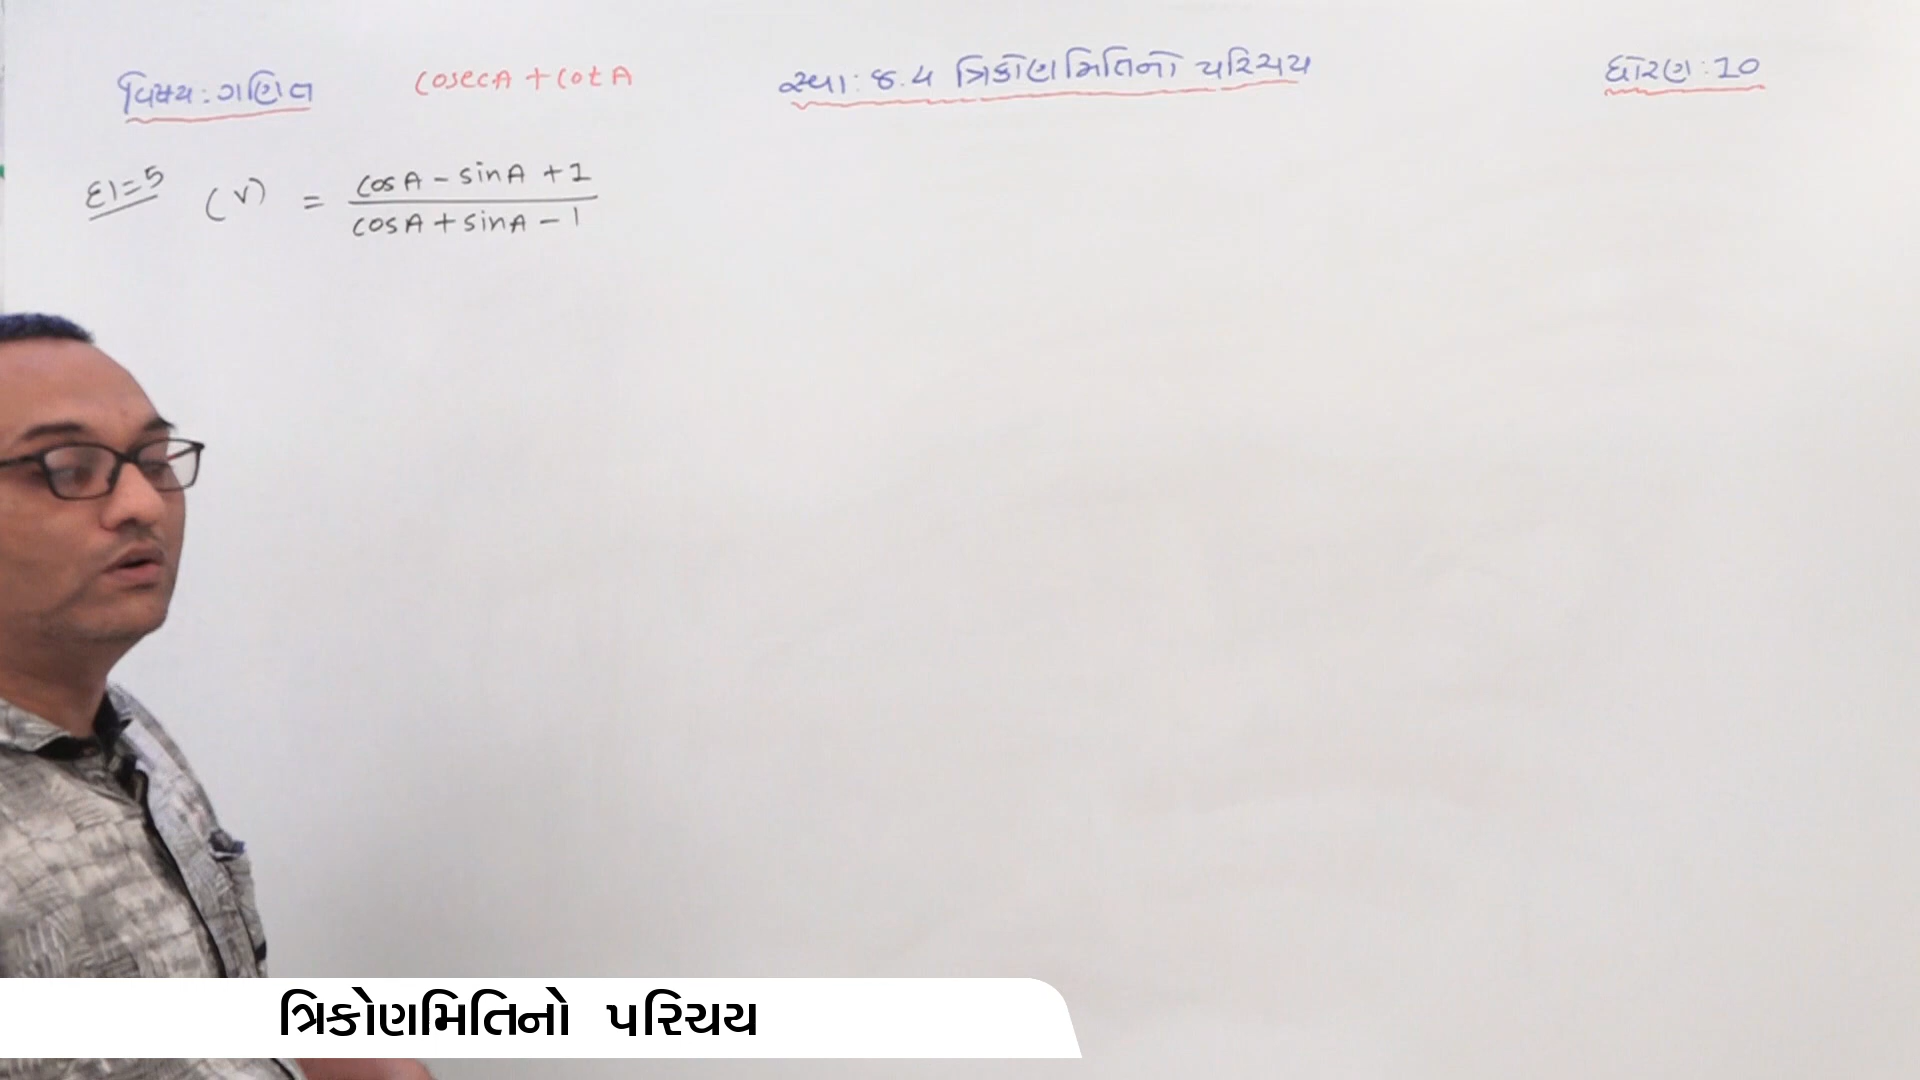 વિષય : ગણિત cosecA + cotA સ્વા : 8.4 ત્રિકોણમિતિનો પરિચય ધોરણ : 10
દા = 5 (v) = cosA - sinA + 1
cosA + sinA - 1
ત્રિકોણમિતિનો પરિચય